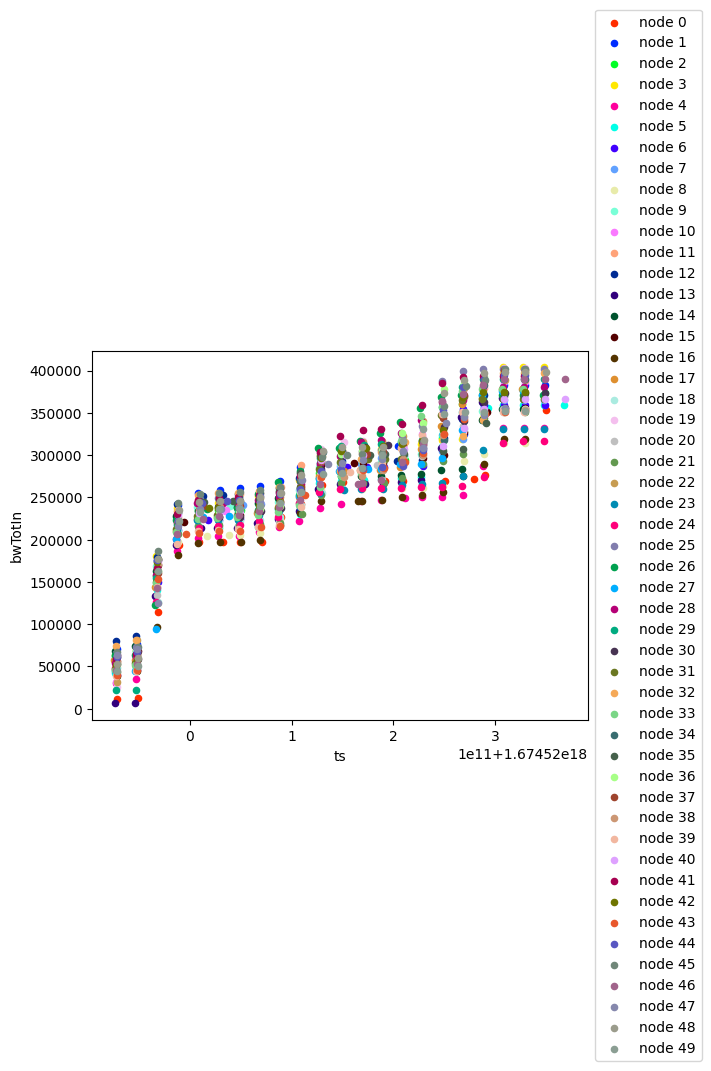 node 0
node 1
node 2
node 3
node 4
node 5
node 6
node 7
node 8
node 9
node 10
node 11
node 12
node 13
node 14
node 15
node 16
node 17
node 18
node 19
node 20
node 21
node 22
node 23
node 24
node 25
node 26
node 27
node 28
node 29
node 30
node 31
node 32
node 33
node 34
node 35
node 36
node 37
node 38
node 39
node 40
node 41
node 42
node 43
node 44
node 45
node 46
node 47
node 48
node 49
400000
350000
300000
250000
200000
150000
100000
50000
0
bwTotIn
0 1 2 3
ts
1e11+1.67452e18